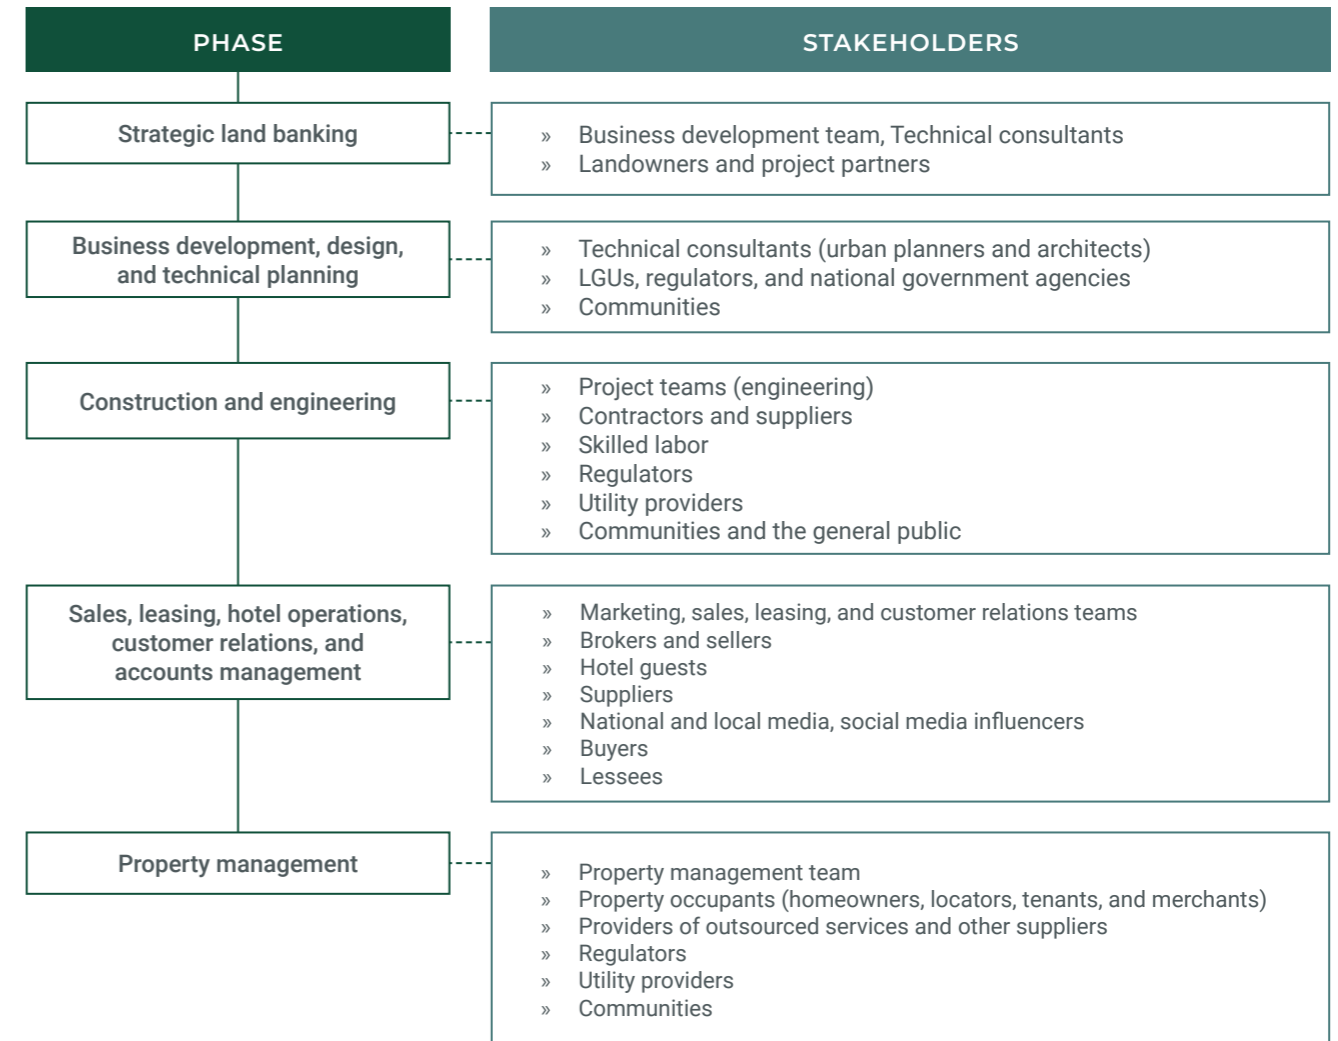 PHASE
STAKEHOLDERS
Strategic land banking
» Business development team, Technical consultants
» Landowners and project partners
Business development, design,
and technical planning
» Technical consultants (urban planners and architects)
» LGUs, regulators, and national government agencies
» Communities
Construction and engineering
» Project teams (engineering)
» Contractors and suppliers
» Skilled labor
» Regulators
» Utility providers
» Communities and the general public
Sales, leasing, hotel operations,
customer relations, and
accounts management
» Marketing, sales, leasing, and customer relations teams
» Brokers and sellers
» Hotel guests
» Suppliers
» National and local media, social media influencers
» Buyers
» Lessees
Property management
» Property management team
» Property occupants (homeowners, locators, tenants, and merchants)
» Providers of outsourced services and other suppliers
» Regulators
» Utility providers
» Communities